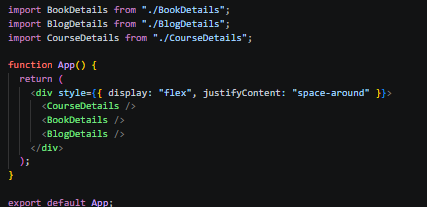 import BookDetails from "./BookDetails";
import BlogDetails from "./BlogDetails";
import CourseDetails from "./CourseDetails";

function App() {
  return (
    <div style={{ display: "flex", justifyContent: "space-around" }}>
      <CourseDetails />
      <BookDetails />
      <BlogDetails />
    </div>
  );
}

export default App;